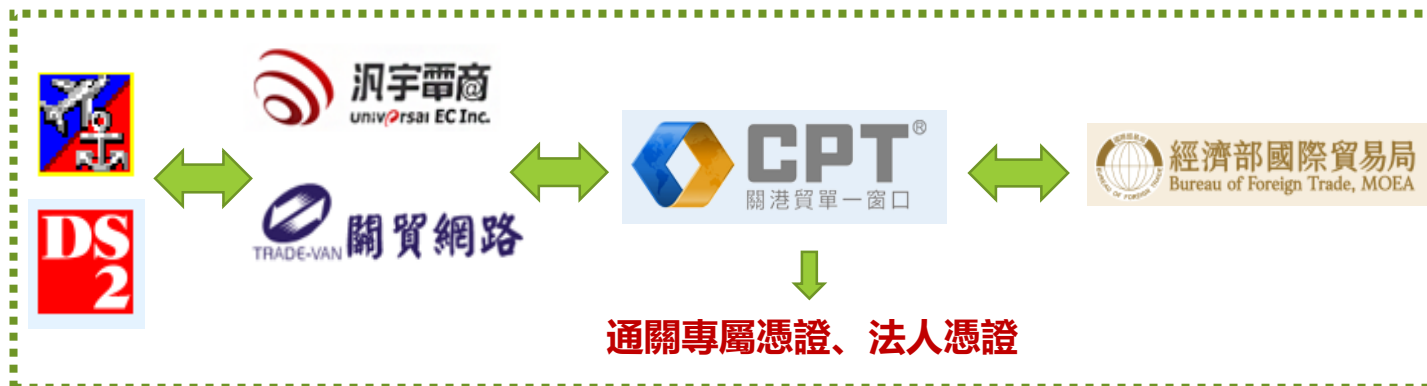 汎宇電商
univ@rsai EC Inc.
DS
2
TRADE-VAN 關貿網路
CPT®
關港貿單一窗口
經濟部國際貿易局
Bureau of Foreign Trade, MOEA
通關專屬憑證、法人憑證